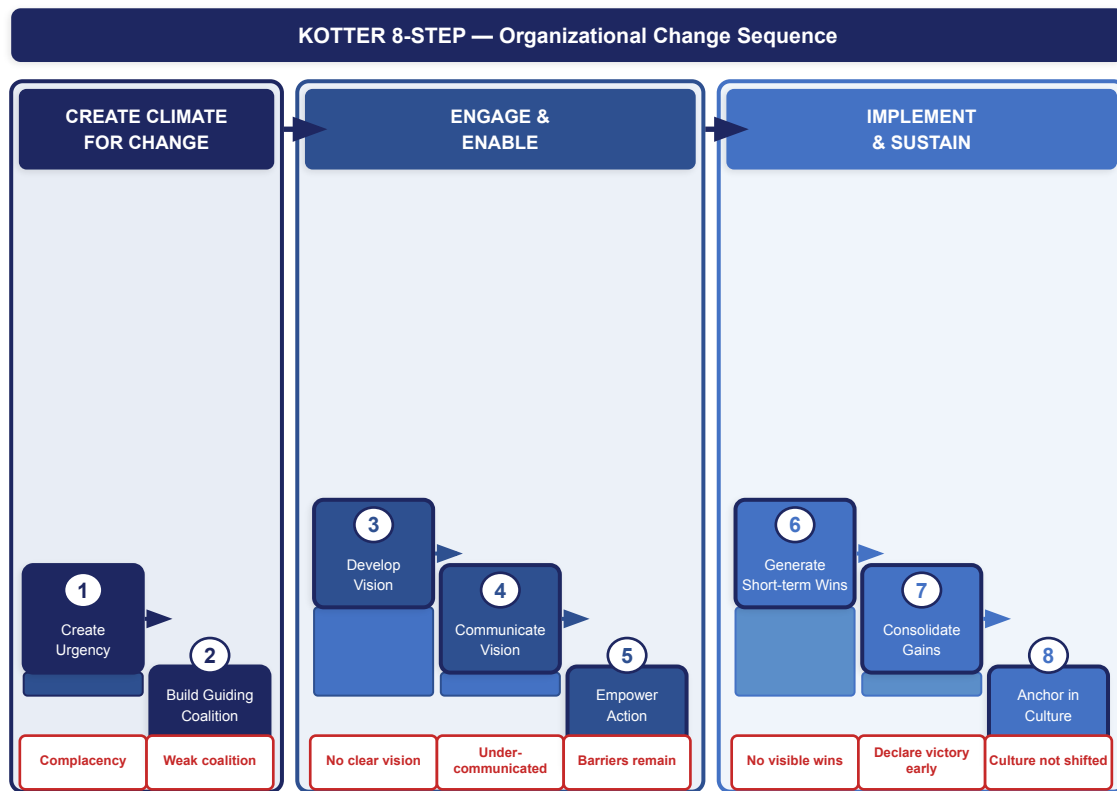 KOTTER 8-STEP — Organizational Change Sequence
CREATE CLIMATE
FOR CHANGE
ENGAGE &
ENABLE
IMPLEMENT
& SUSTAIN
1
Create
Urgency
2
Build Guiding
Coalition
3
Develop
Vision
4
Communicate
Vision
5
Empower
Action
6
Generate
Short-term Wins
7
Consolidate
Gains
8
Anchor in
Culture
Complacency
Weak coalition
No clear vision
Under-
communicated
Barriers remain
No visible wins
Declare victory
early
Culture not shifted